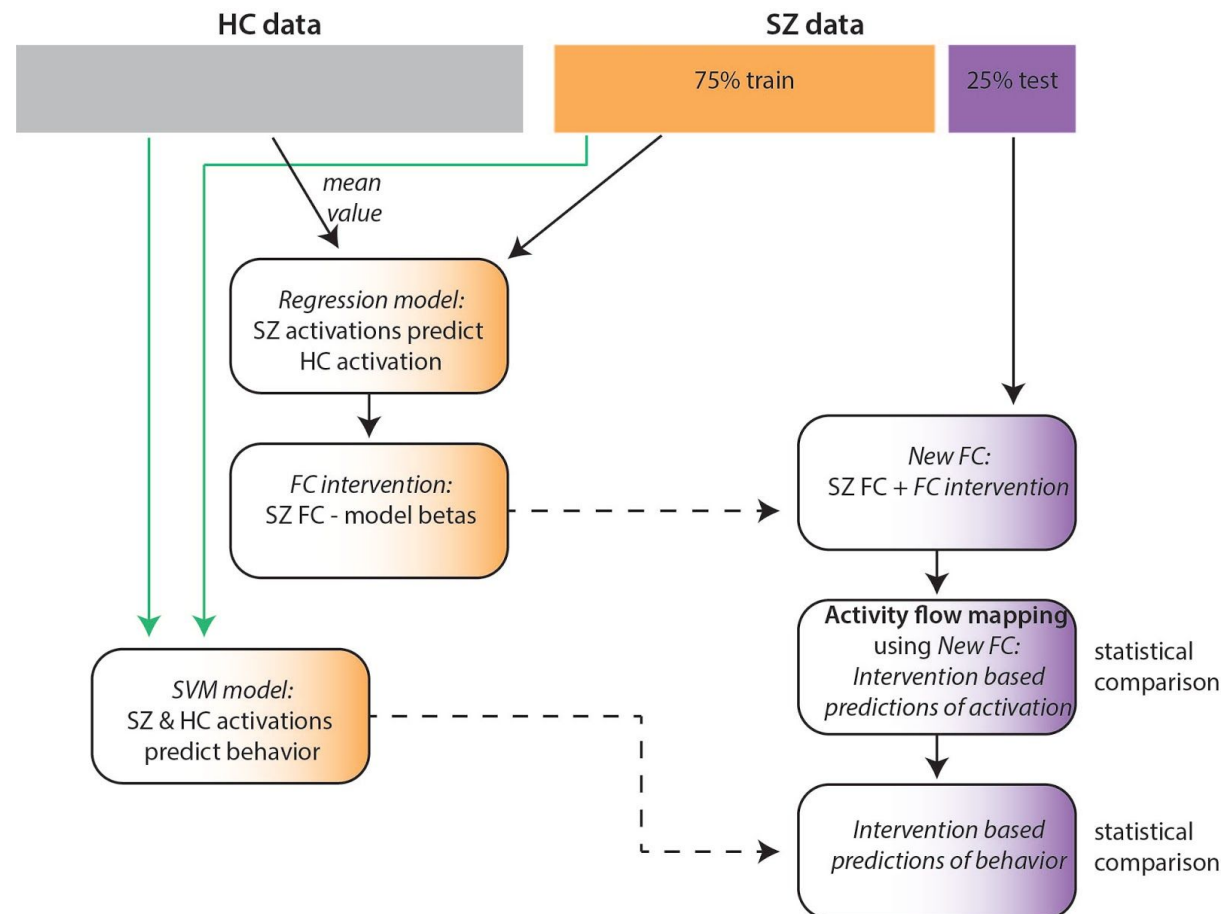 HC data
SZ data
75% train
25% test
mean
value
Regression model:
SZ activations predict
HC activation
FC intervention:
SZ FC - model betas
New FC:
SZ FC + FC intervention
Activity flow mapping
using New FC:
Intervention based
predictions of activation
statistical
comparison
SVM model:
SZ & HC activations
predict behavior
Intervention based
predictions of behavior
statistical
comparison